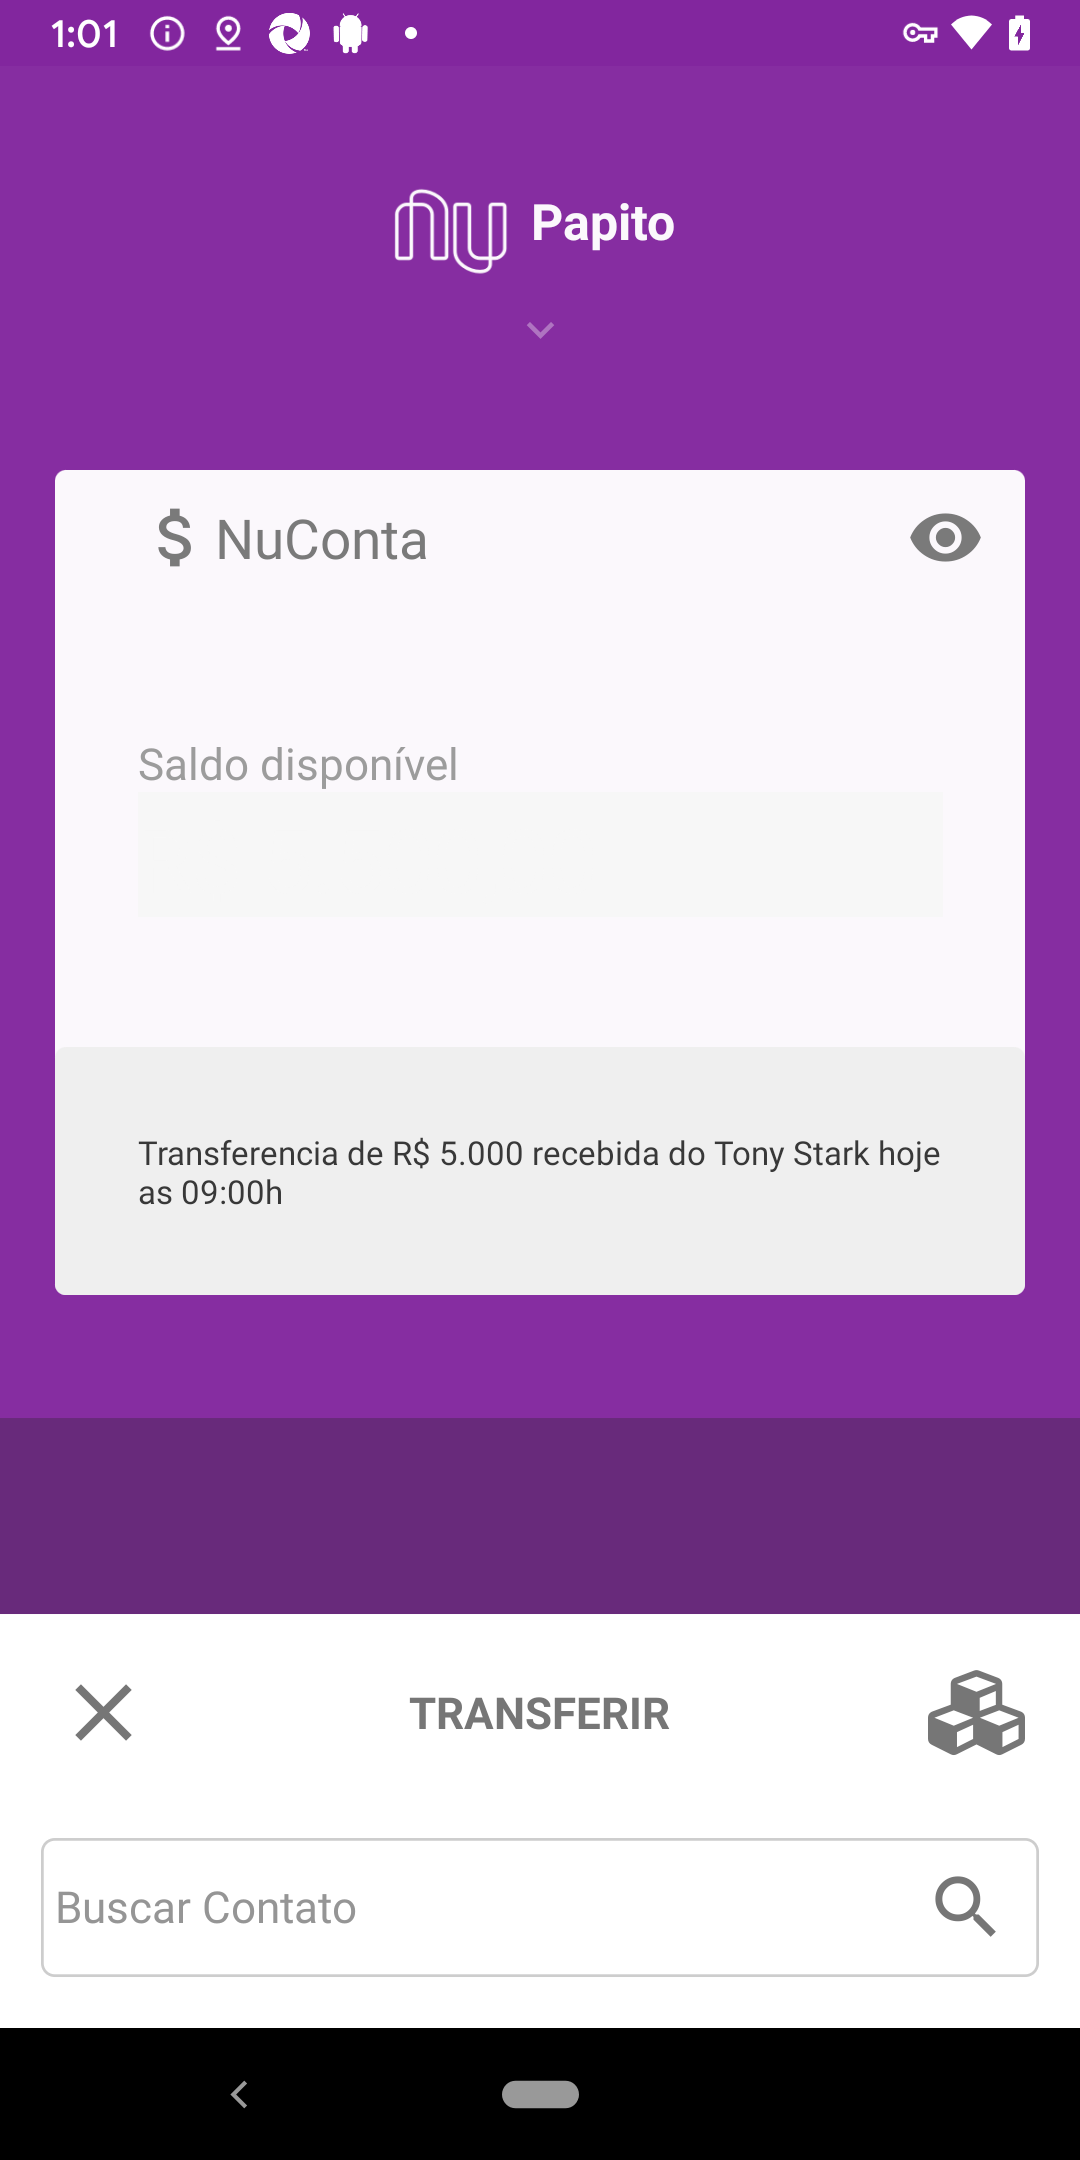 1:01
nu Papito
$ NuConta
Saldo disponível
Transferencia de R$ 5.000 recebida do Tony Stark hoje
as 09:00h
TRANSFERIR
Buscar Contato